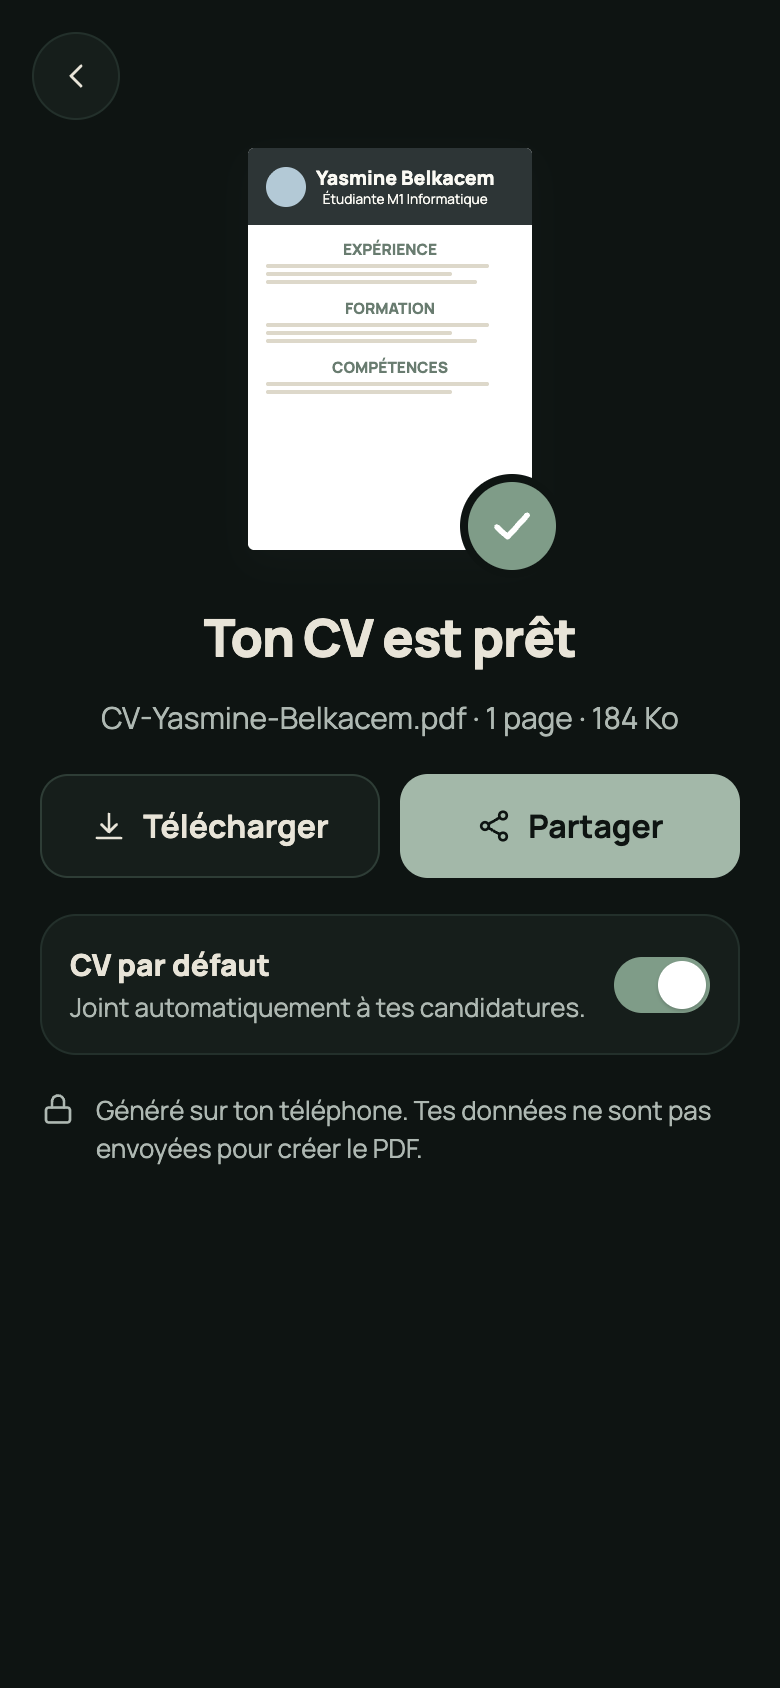 Yasmine Belkacem
Étudiante M1 Informatique
EXPÉRIENCE
FORMATION
COMPÉTENCES
Ton CV est prêt
CV-Yasmine-Belkacem.pdf · 1 page · 184 Ko
Télécharger
Partager
CV par défaut
Joint automatiquement à tes candidatures.
Généré sur ton téléphone. Tes données ne sont pas
envoyées pour créer le PDF.